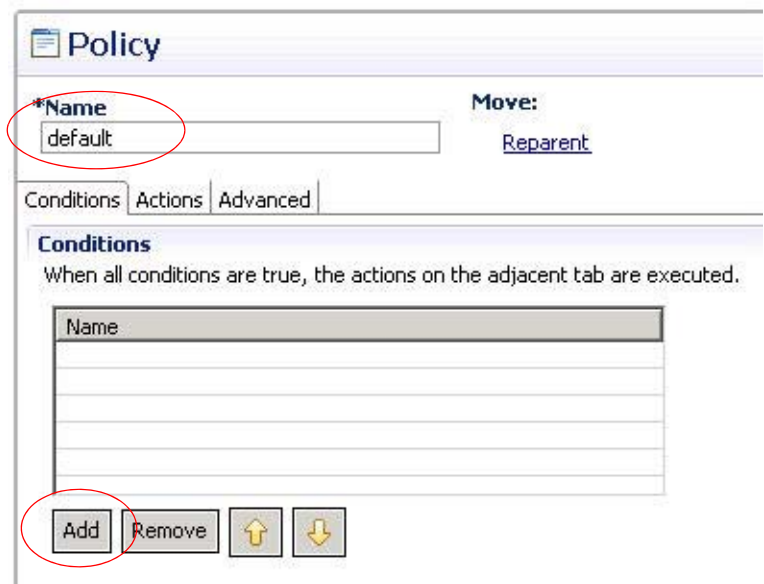 Policy
*Name
Move:
default
Reparent
Conditions Actions Advanced
Conditions
When all conditions are true, the actions on the adjacent tab are executed.
Name
Add Remove